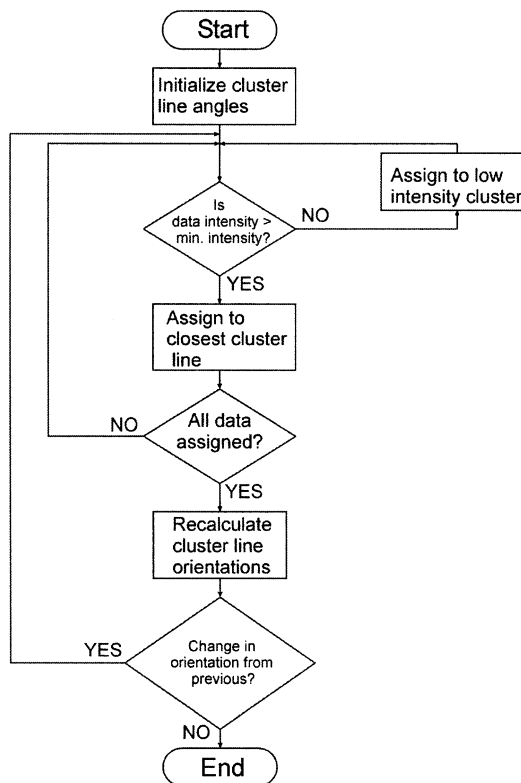 Start
Initialize cluster
line angles
Is
data intensity >
min. intensity?
NO
Assign to low
intensity cluster
YES
Assign to
closest cluster
line
All data
assigned?
NO
YES
Recalculate
cluster line
orientations
Change in
orientation from
previous?
YES
NO
End